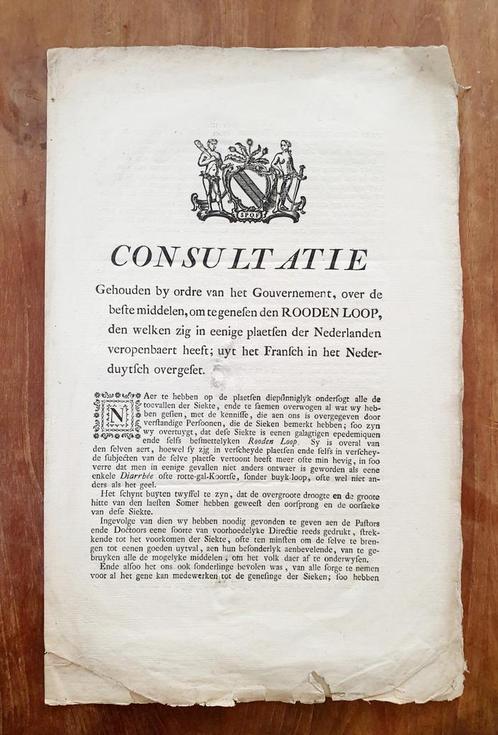 SPQP
CONSULTATIE
Gehouden by ordre van het Gouvernement, over de
beste middelen, om te genesen den ROODEN LOOP,
den welken zig in eenige plaetsen der Nederlanden
veropenbaert heeft; uyt het Fransch in het Neder-
duytsch overgeset.
NAer te hebben op de plaetsen diepsinniglyk ondersogt alle de
toevallen der Siekte, ende te saemen overwogen al wat wy heb-
ben gesien, met de kennisse, die aen ons is overgegeven door
verstandige Persoonen, die de Sieken bemerkt hebben; soo zyn
wy overtuygt, dat dese Siekte is eenen galagtigen epedemiquen
ende selfs besmettelyken Rooden Loop. Sy is overal van
den selven aert, hoewel sy zig in verscheyde plaetsen ende selfs in verschey-
de subjecten van de selve plaetse vertoont heeft meer ofte min hevig, in soo
verre dat men in eenige gevallen niet anders ontwaer is geworden als eene
enkele Diarrhée ofte rotte-gal-Koortse, sonder buyk-loop, ofte wel niet an-
ders als het geel.
Het schynt buyten twyffel te zyn, dat de overgroote droogte en de groote
hitte van den laesten Somer hebben geweest den oorsprong en de oorsaeke
van dese Siekte.
Ingevolge van dien wy hebben noodig gevonden te geven aen de Pastors
ende Doctoors eene soorte van voorhoedelyke Directie reeds gedrukt, strek-
kende tot het voorkomen der Siekte, ofte ten minsten om de selve te bren-
gen tot eenen goeden uytval, aen hun besonderlyk aenbevelende, van te ge-
bruyken alle de mogelyke middelen, om het volk daer af te onderwysen.
Ende alsoo het ons ook sonderlinge bevolen was, van alle sorge te nemen
voor al het gene kan medewerken tot de genesinge der Sieken; soo hebben